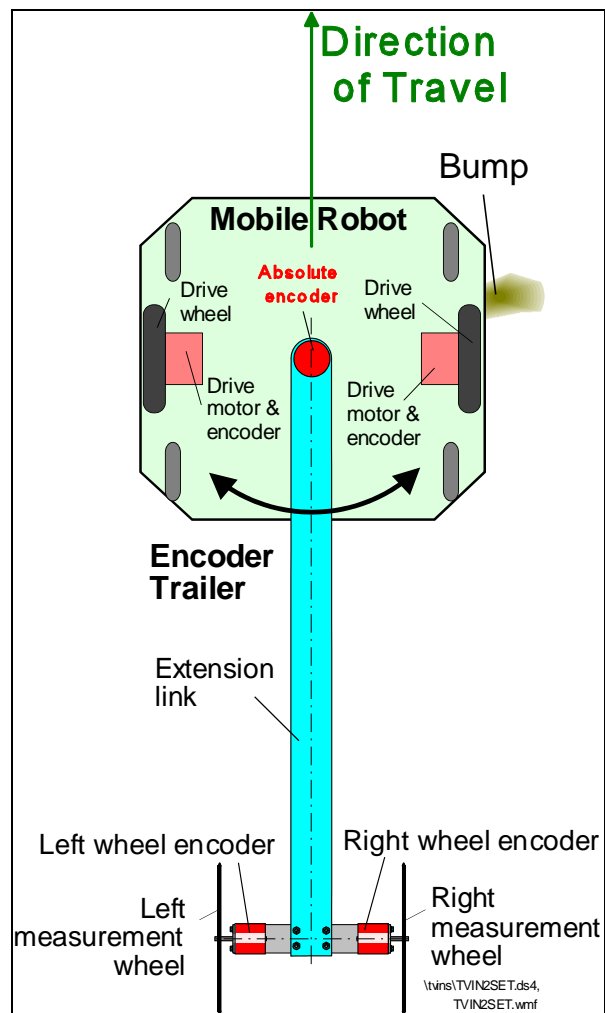 Direction
of Travel
Bump
Mobile Robot
Absolute
encoder
Drive
wheel
Drive
wheel
Drive
motor &
encoder
Drive
motor &
encoder
Encoder
Trailer
Extension
link
Left wheel encoder
Right wheel encoder
Left
measurement
wheel
Right
measurement
wheel
\tvins\TVIN2SET.ds4,
TVIN2SET.wmf